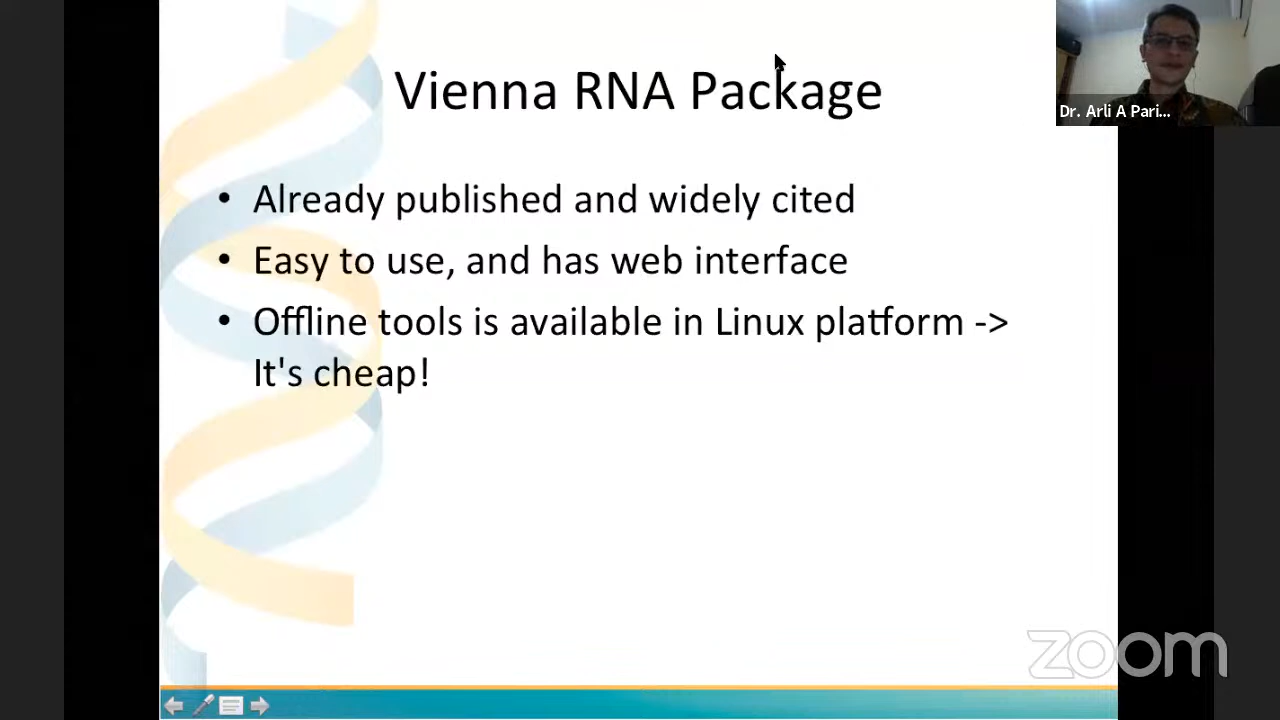 Vienna RNA Package
Dr. Arli A Pari...
• Already published and widely cited
• Easy to use, and has web interface
• Offline tools is available in Linux platform ->
It's cheap!
zoom